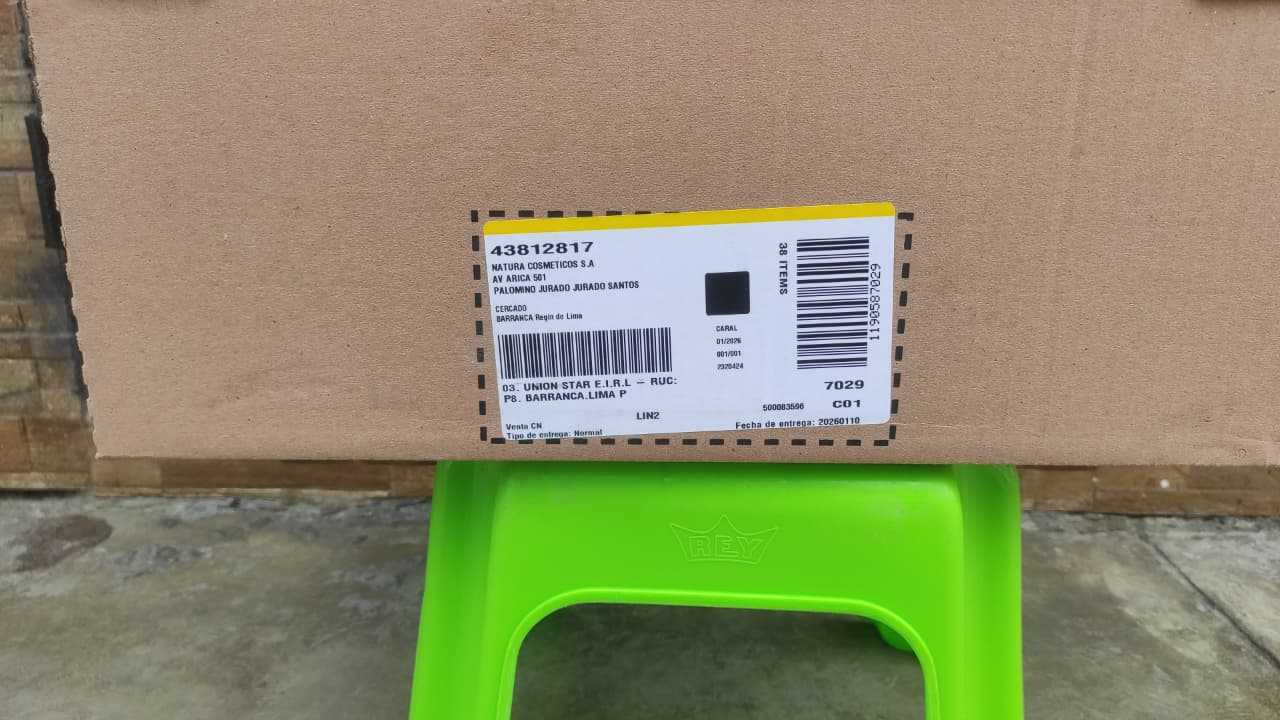 43812817
NATURA COSMETICOS S.A
AV ARICA 501
PALOMINO JURADO JURADO SANTOS
CERCADO
BARRANCA Regin de Lima
03. UNION STAR E.I.R.L – RUC:
P8. BARRANCA.LIMA P
LIN2
Venta CN
Tipo de entrega: Normal
CARAL
01/2026
001/001
2320424
38 ITEMS
1190587029
7029
500083596
C01
Fecha de entrega: 20260110
REY